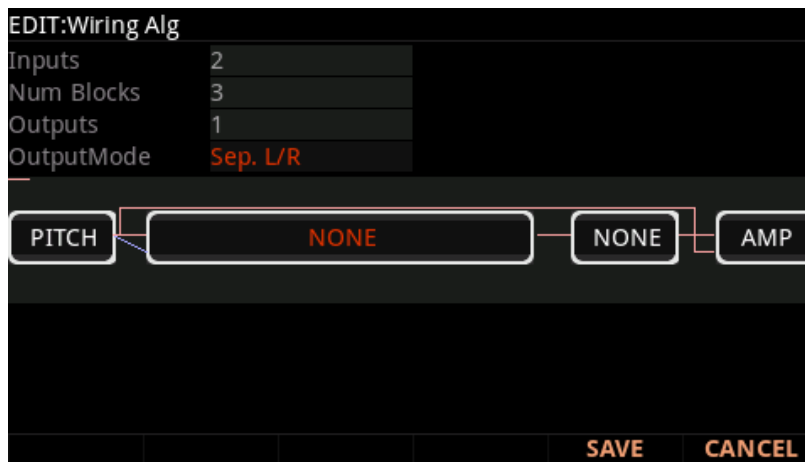 EDIT:Wiring Alg
Inputs 2
Num Blocks 3
Outputs 1
OutputMode Sep. L/R
PITCH NONE NONE AMP
SAVE CANCEL